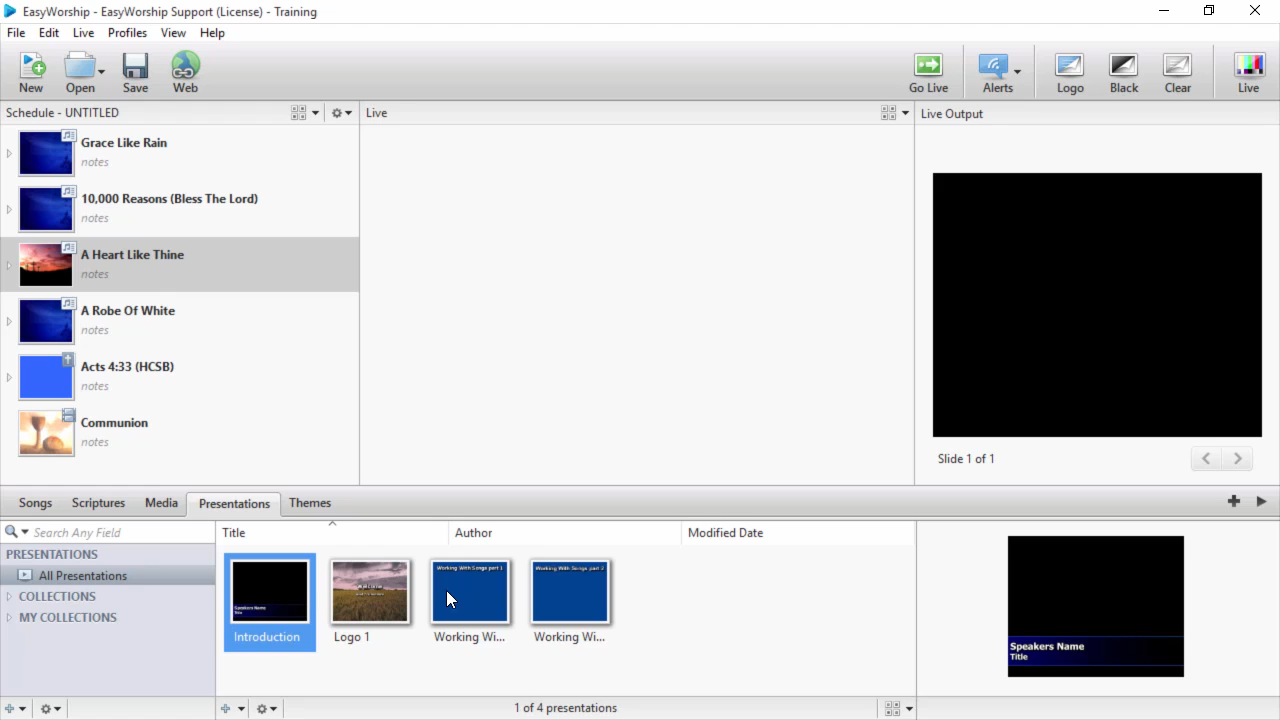 EasyWorship - EasyWorship Support (License) - Training
File Edit Live Profiles View Help
New Open Save Web Go Live Alerts Logo Black Clear Live
Schedule - UNTITLED
Live
Live Output
Grace Like Rain
notes
10,000 Reasons (Bless The Lord)
notes
A Heart Like Thine
notes
A Robe Of White
notes
Acts 4:33 (HCSB)
notes
Communion
notes
Slide 1 of 1
Songs Scriptures Media Presentations Themes
Search Any Field
Title Author Modified Date
PRESENTATIONS
All Presentations
COLLECTIONS
MY COLLECTIONS
Speakers Name
Title
Working With Songs part 1
Working With Songs part 2
Introduction Logo 1 Working Wi... Working Wi...
Speakers Name
Title
1 of 4 presentations